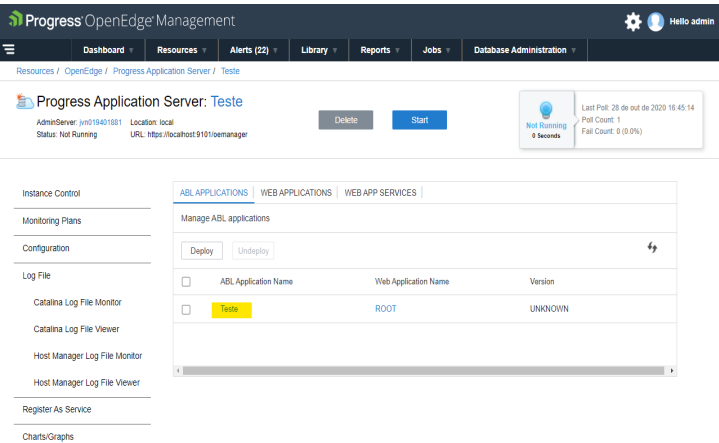 Progress OpenEdge Management
Hello admin
Dashboard Resources Alerts (22) Library Reports Jobs Database Administration
Resources / OpenEdge / Progress Application Server / Teste
Progress Application Server: Teste
AdminServer: jvn019401881 Location: local
Status: Not Running URL: https://localhost:9101/oemanager
Delete
Start
Not Running
0 Seconds
Last Poll: 28 de out de 2020 16:45:14
Poll Count: 1
Fail Count: 0 (0.0%)
Instance Control
Monitoring Plans
Configuration
Log File
Catalina Log File Monitor
Catalina Log File Viewer
Host Manager Log File Monitor
Host Manager Log File Viewer
Register As Service
Charts/Graphs
ABL APPLICATIONS WEB APPLICATIONS WEB APP SERVICES
Manage ABL applications
Deploy Undeploy
ABL Application Name Web Application Name Version
Teste ROOT UNKNOWN